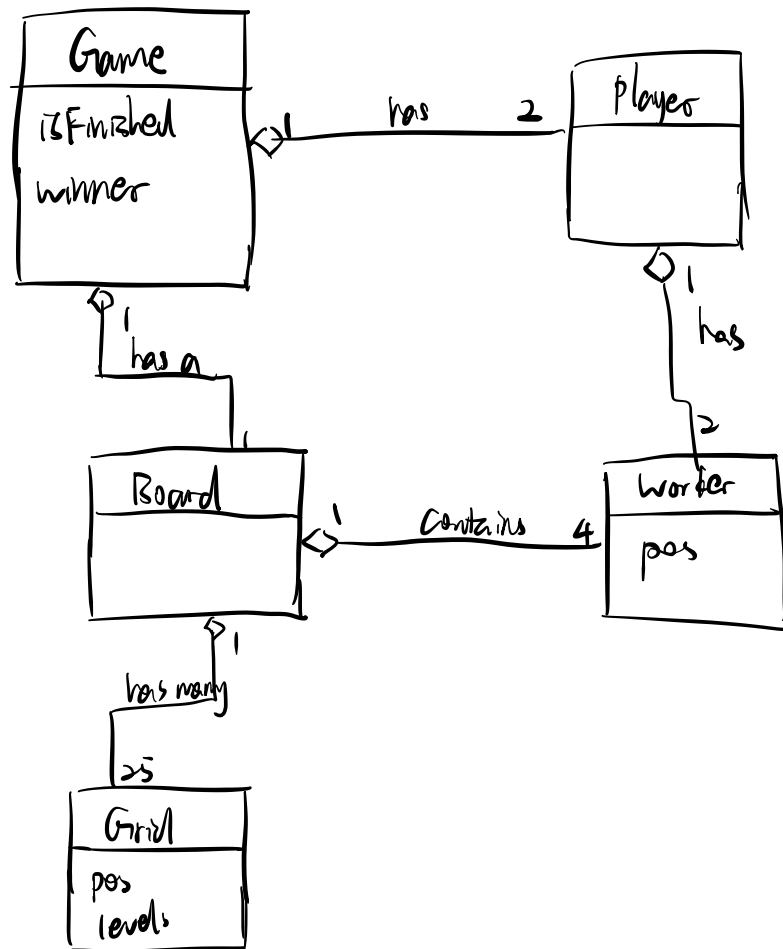 Game
isFinished
winner
1
has
2
Player
1
has
2
1
has a
1
Board
1
Contains
4
Worker
pos
1
has many
25
Grid
pos
levels